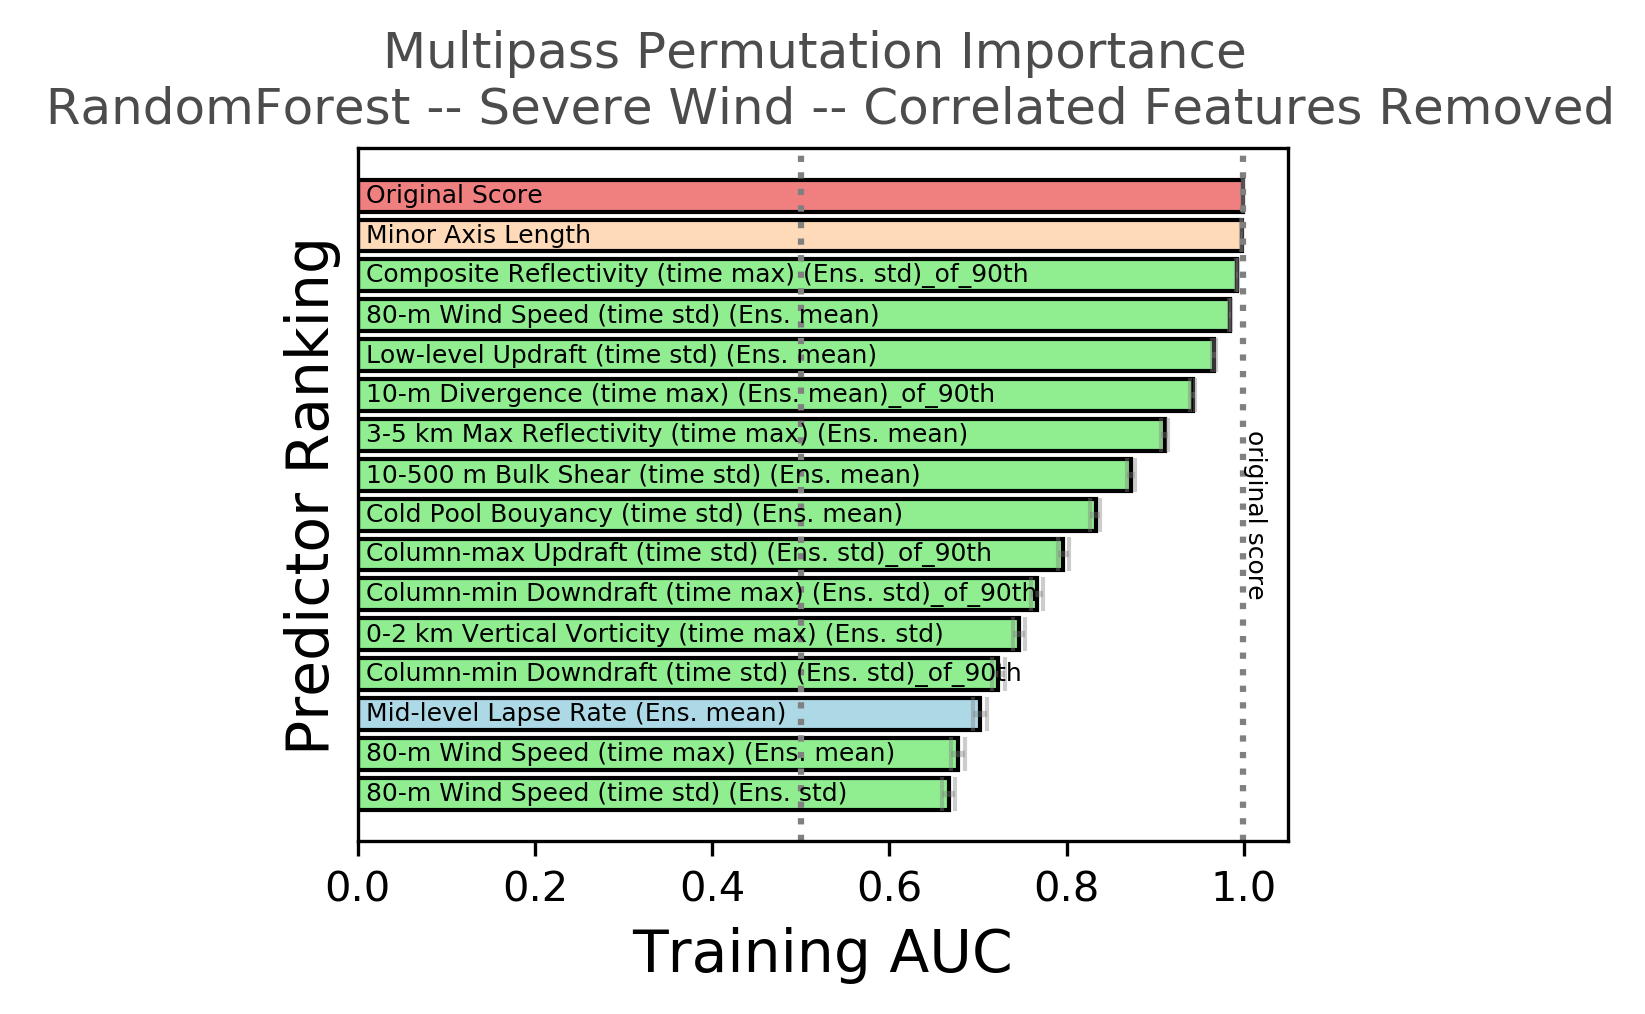 Multipass Permutation Importance
RandomForest -- Severe Wind -- Correlated Features Removed
Predictor Ranking
Original Score
Minor Axis Length
Composite Reflectivity (time max) (Ens. std)_of_90th
80-m Wind Speed (time std) (Ens. mean)
Low-level Updraft (time std) (Ens. mean)
10-m Divergence (time max) (Ens. mean)_of_90th
3-5 km Max Reflectivity (time max) (Ens. mean)
10-500 m Bulk Shear (time std) (Ens. mean)
Cold Pool Bouyancy (time std) (Ens. mean)
Column-max Updraft (time std) (Ens. std)_of_90th
Column-min Downdraft (time max) (Ens. std)_of_90th
0-2 km Vertical Vorticity (time max) (Ens. std)
Column-min Downdraft (time std) (Ens. std)_of_90th
Mid-level Lapse Rate (Ens. mean)
80-m Wind Speed (time max) (Ens. mean)
80-m Wind Speed (time std) (Ens. std)
original score
0.0 0.2 0.4 0.6 0.8 1.0
Training AUC